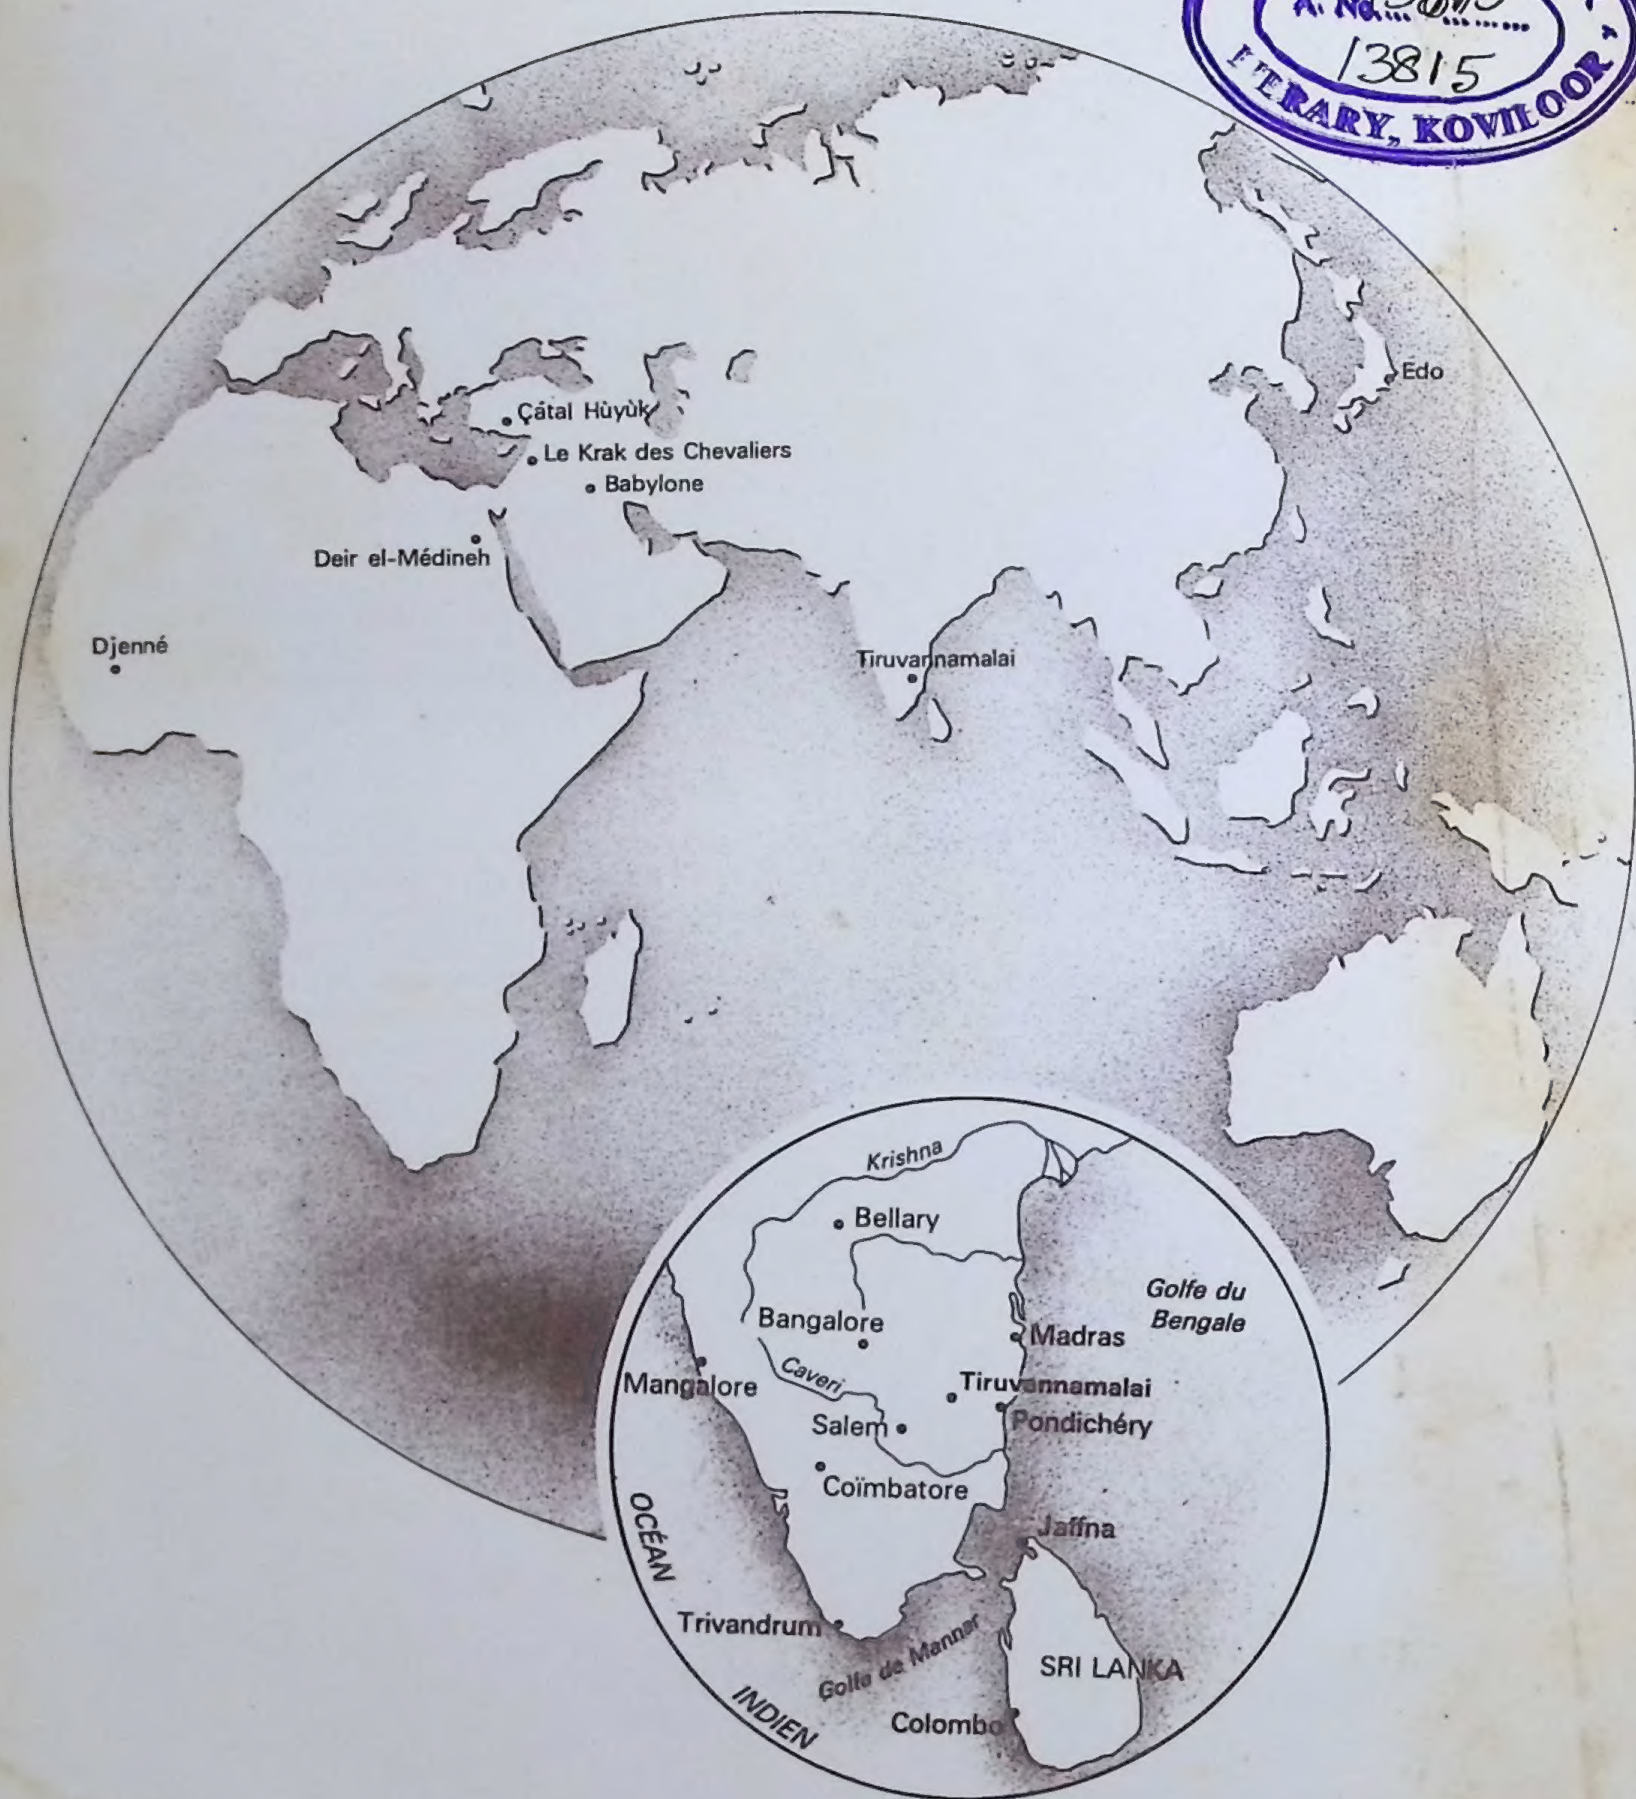 A. No.
13815
RARY, KOVILOOR
Edo
Çátal Hùyùk
Le Krak des Chevaliers
Babylone
Deir el-Médineh
Djenné
Tiruvannamalai
Krishna
Bellary
Golfe du
Bengale
Bangalore
Madras
Caveri
Mangalore
Tiruvannamalai
Salem
Pondichéry
Coïmbatore
Jaffna
OCÉAN
Trivandrum
Golfe de Mannar
SRI LANKA
INDIEN
Colombo